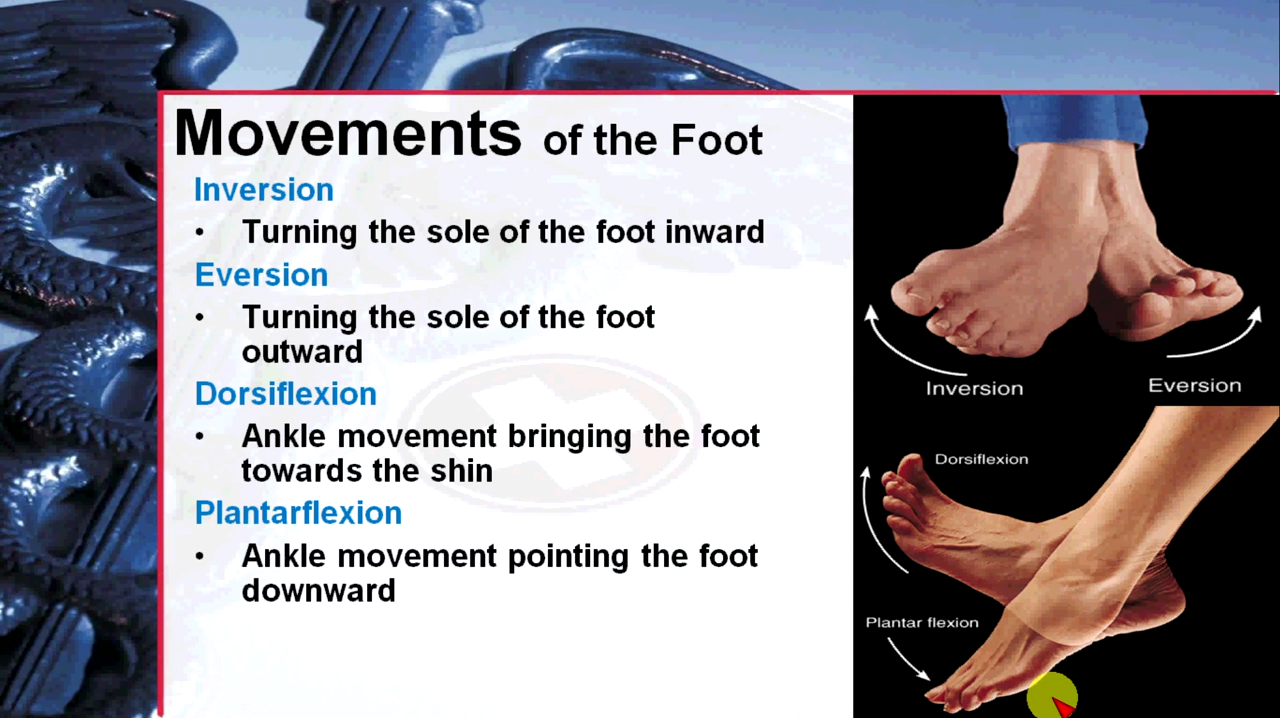 Movements of the Foot
Inversion
• Turning the sole of the foot inward
Eversion
• Turning the sole of the foot
outward
Dorsiflexion
• Ankle movement bringing the foot
towards the shin
Plantarflexion
• Ankle movement pointing the foot
downward
Inversion
Eversion
Dorsiflexion
Plantar flexion